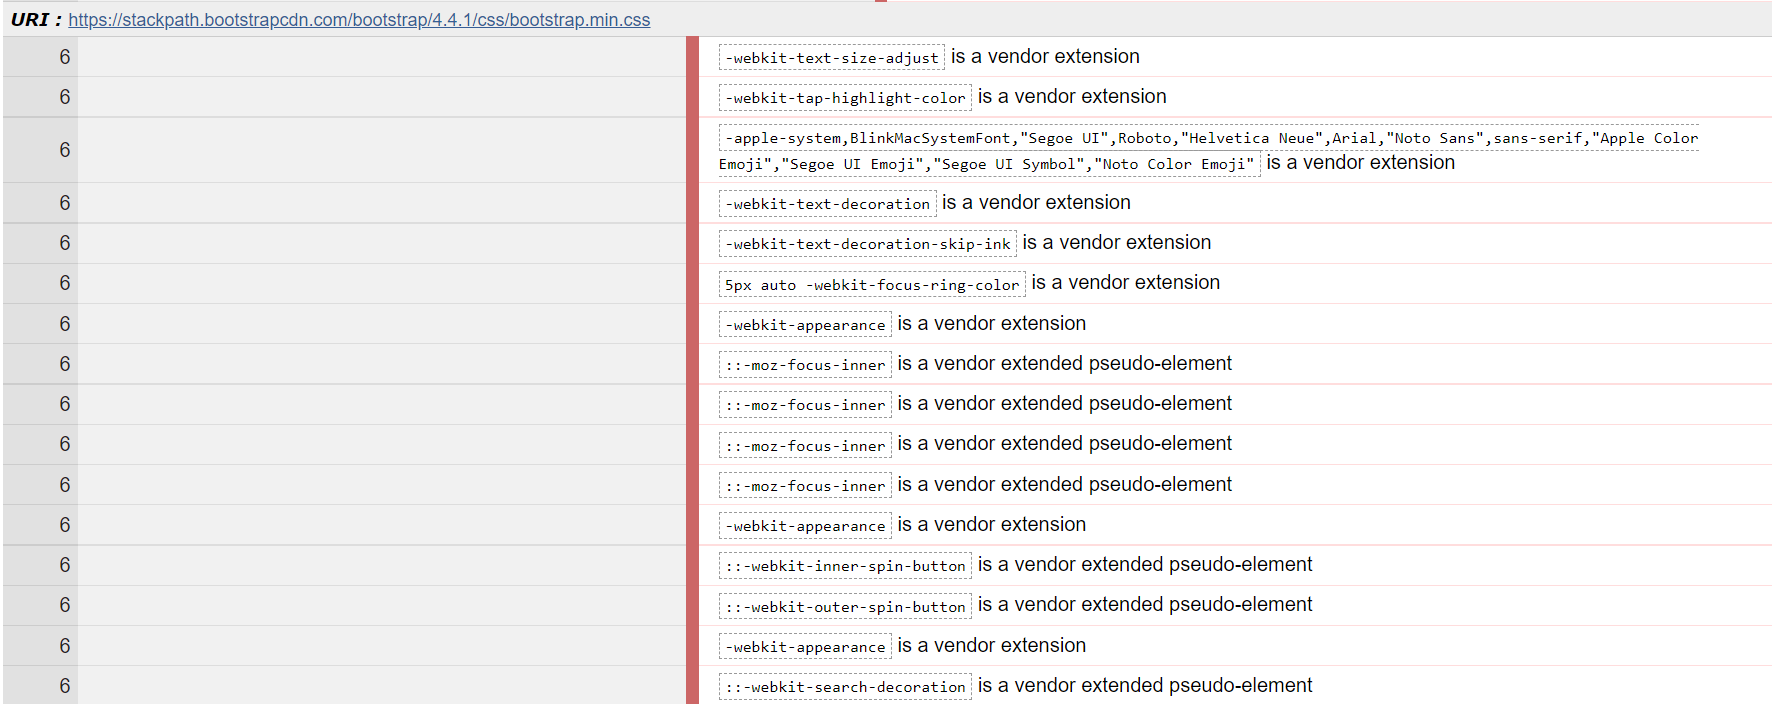 URI : https://stackpath.bootstrapcdn.com/bootstrap/4.4.1/css/bootstrap.min.css
6 -webkit-text-size-adjust is a vendor extension
6 -webkit-tap-highlight-color is a vendor extension
6 -apple-system,BlinkMacSystemFont,"Segoe UI",Roboto,"Helvetica Neue",Arial,"Noto Sans",sans-serif,"Apple Color
Emoji","Segoe UI Emoji","Segoe UI Symbol","Noto Color Emoji" is a vendor extension
6 -webkit-text-decoration is a vendor extension
6 -webkit-text-decoration-skip-ink is a vendor extension
6 5px auto -webkit-focus-ring-color is a vendor extension
6 -webkit-appearance is a vendor extension
6 ::-moz-focus-inner is a vendor extended pseudo-element
6 ::-moz-focus-inner is a vendor extended pseudo-element
6 ::-moz-focus-inner is a vendor extended pseudo-element
6 ::-moz-focus-inner is a vendor extended pseudo-element
6 -webkit-appearance is a vendor extension
6 ::-webkit-inner-spin-button is a vendor extended pseudo-element
6 ::-webkit-outer-spin-button is a vendor extended pseudo-element
6 -webkit-appearance is a vendor extension
6 ::-webkit-search-decoration is a vendor extended pseudo-element